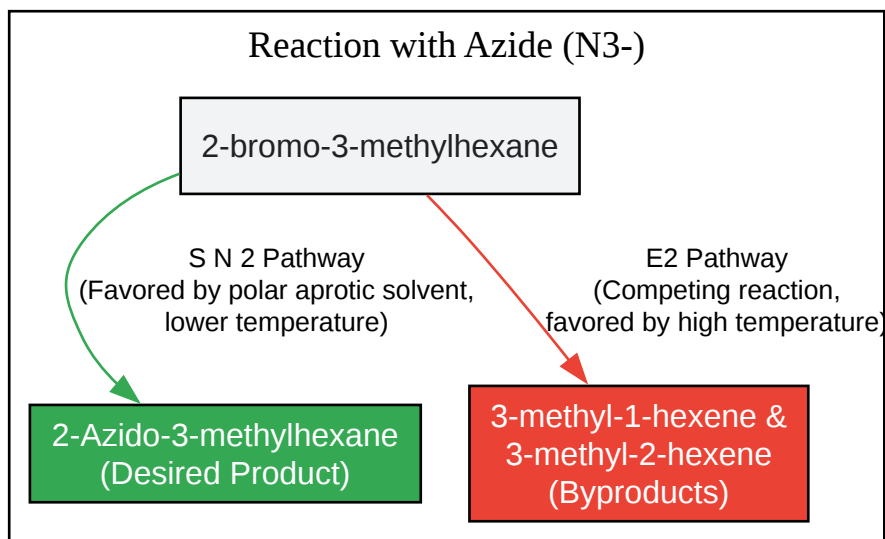 Reaction with Azide (N3-)
2-bromo-3-methylhexane
S N 2 Pathway
(Favored by polar aprotic solvent,
lower temperature)
E2 Pathway
(Competing reaction,
favored by high temperature)
2-Azido-3-methylhexane
(Desired Product)
3-methyl-1-hexene &
3-methyl-2-hexene
(Byproducts)